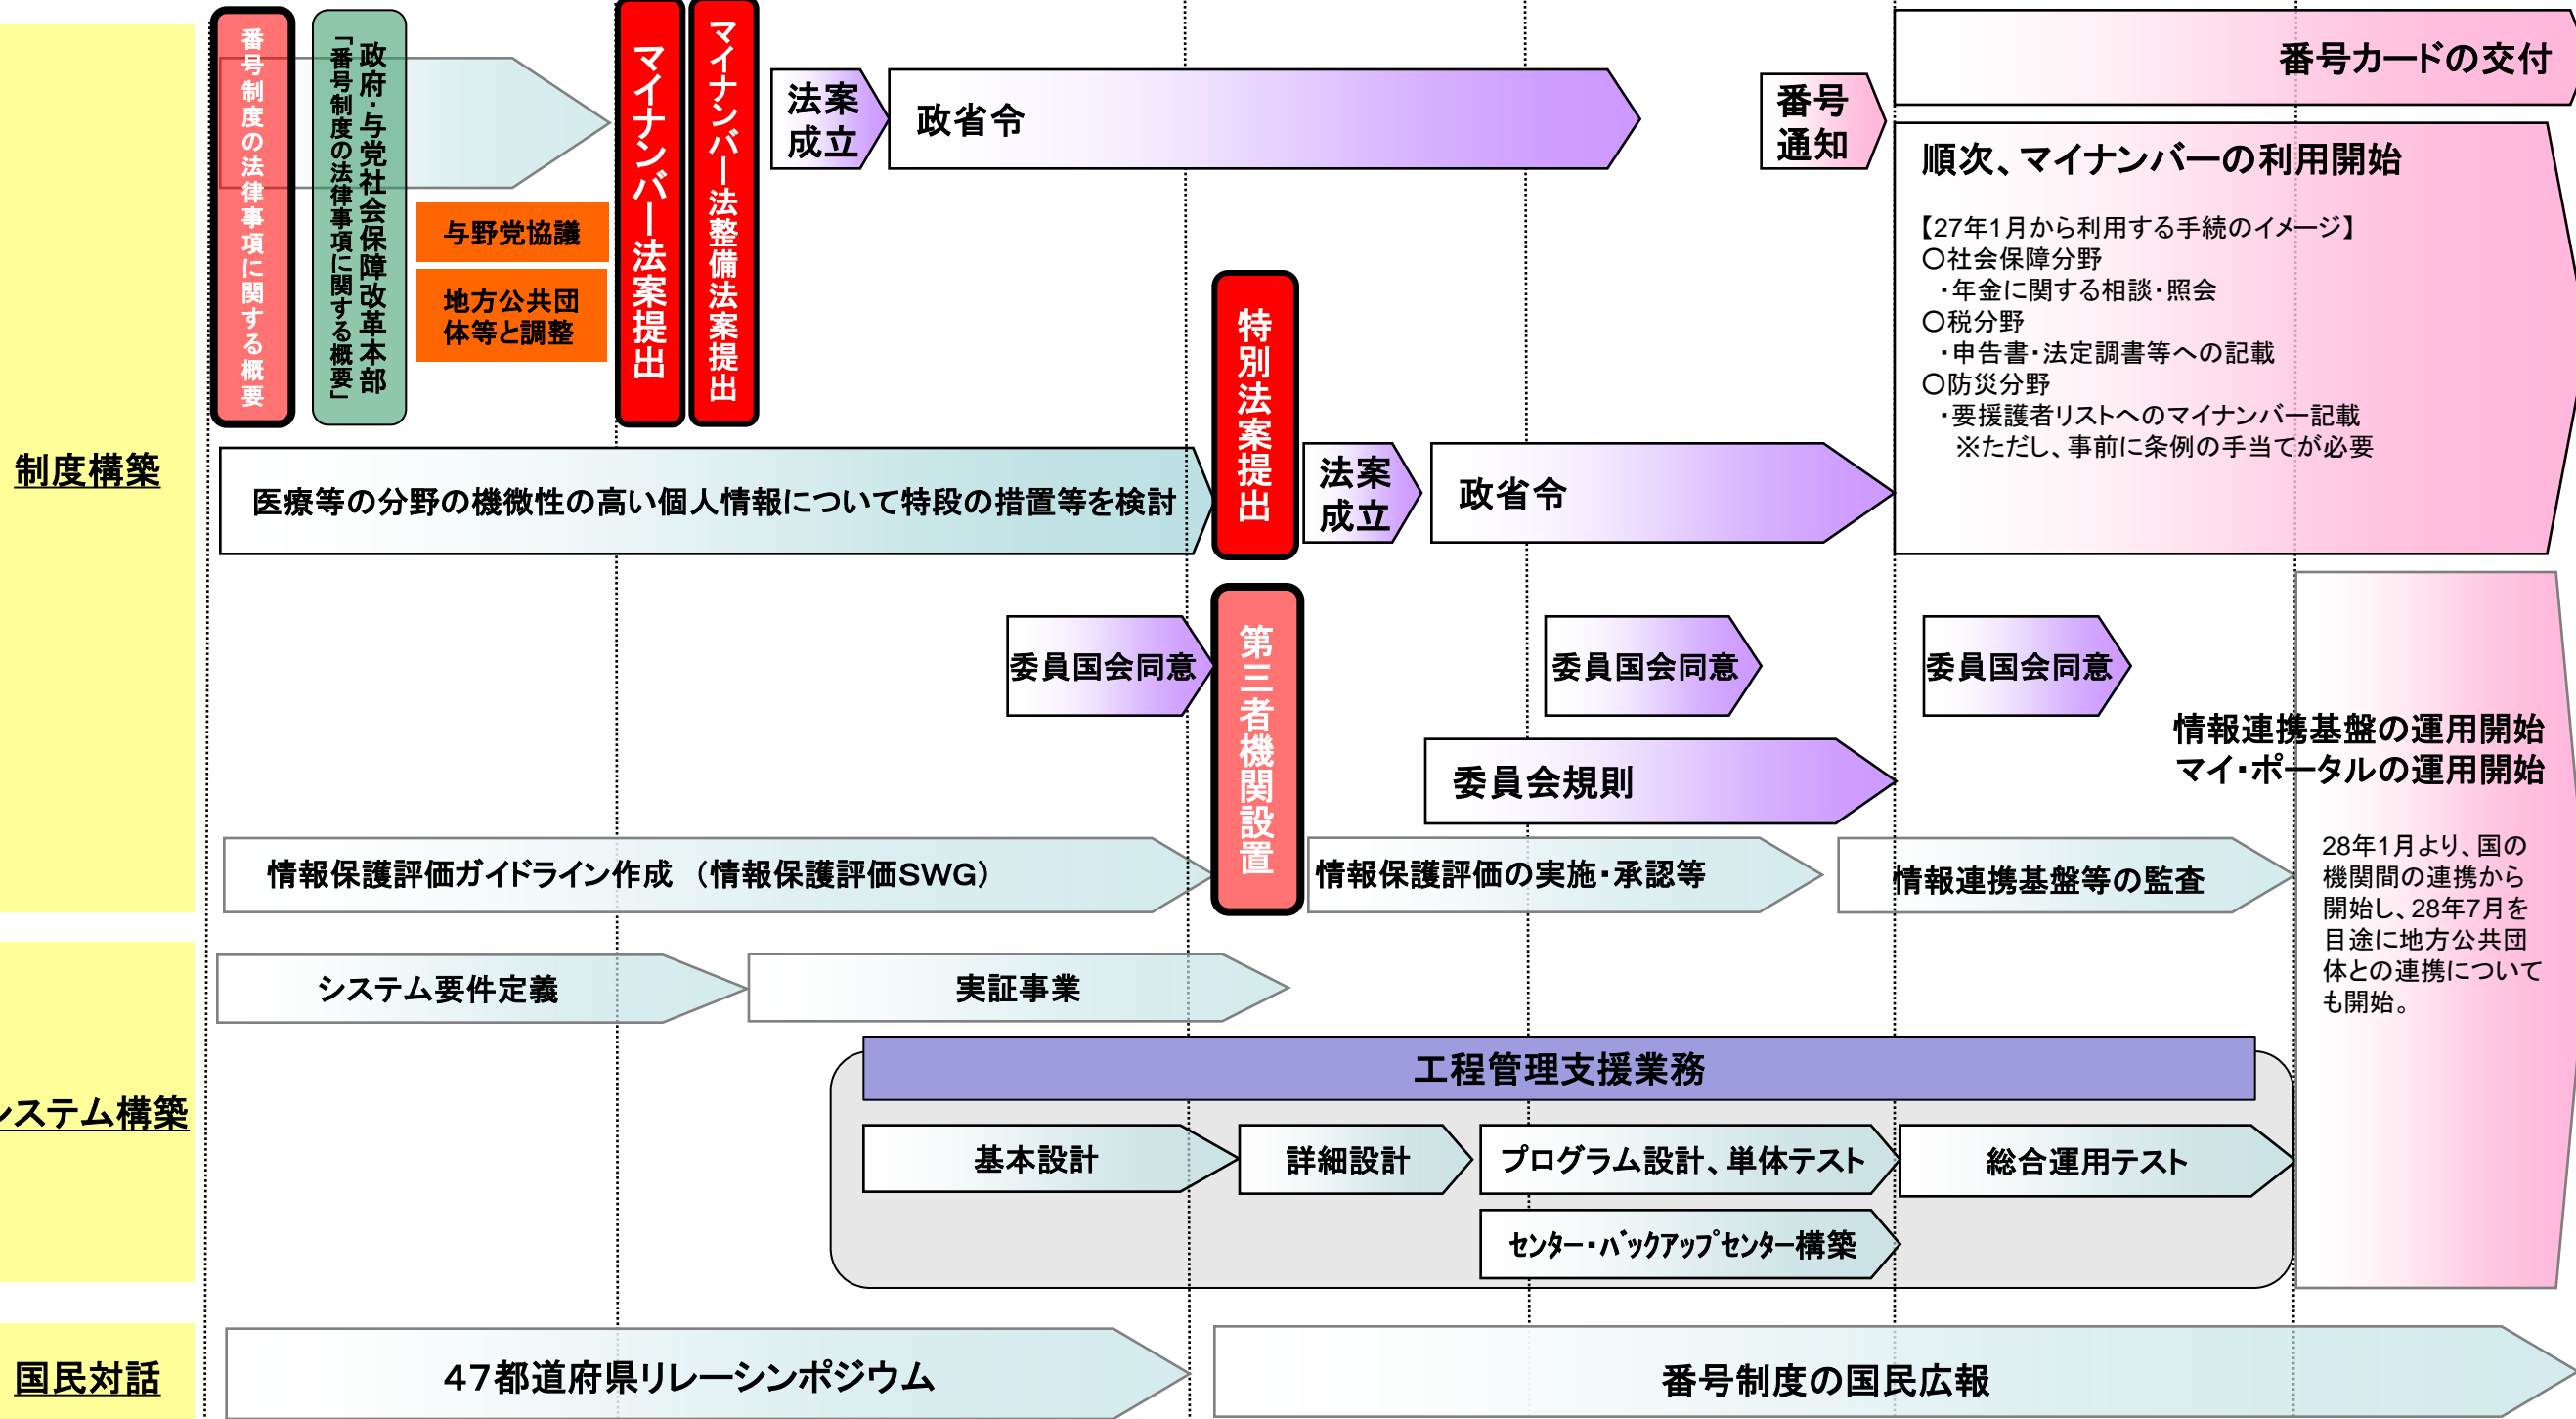 制度構築
番号制度の法律事項に関する概要
政府・与党社会保障改革本部
「番号制度の法律事項に関する概要」
与野党協議
地方公共団
体等と調整
マイナンバー法案提出
マイナンバー法整備法案提出
法案
成立
政省令
番号
通知
番号カードの交付
順次、マイナンバーの利用開始
【27年1月から利用する手続のイメージ】
○社会保障分野
・年金に関する相談・照会
○税分野
・申告書・法定調書等への記載
○防災分野
・要援護者リストへのマイナンバー記載
※ただし、事前に条例の手当てが必要
医療等の分野の機微性の高い個人情報について特段の措置等を検討
特別法案提出
法案
成立
政省令
委員国会同意
第三者機関設置
委員国会同意
委員国会同意
委員会規則
情報連携基盤の運用開始
マイ・ポータルの運用開始
28年1月より、国の
機関間の連携から
開始し、28年7月を
目途に地方公共団
体との連携について
も開始。
情報保護評価ガイドライン作成 （情報保護評価SWG）
情報保護評価の実施・承認等
情報連携基盤等の監査
システム構築
システム要件定義
実証事業
工程管理支援業務
基本設計
詳細設計
プログラム設計、単体テスト
総合運用テスト
ｾﾝﾀｰ・ﾊﾞｯｸｱｯﾌﾟｾﾝﾀｰ構築
国民対話
４７都道府県リレーシンポジウム
番号制度の国民広報